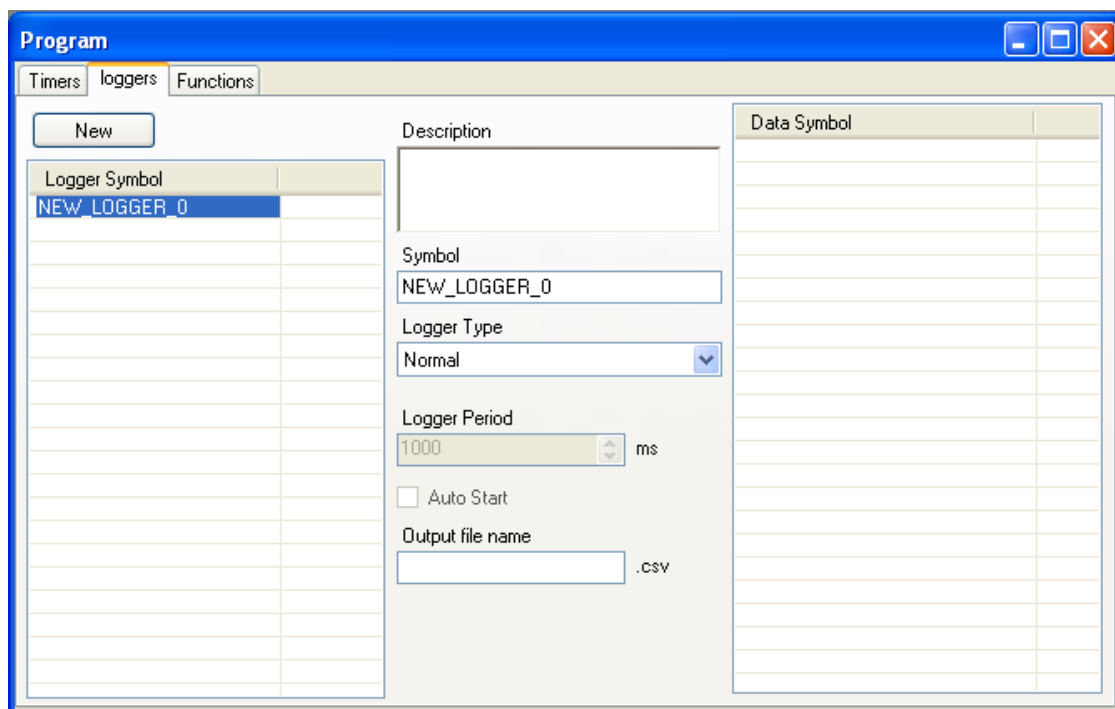 Program
Timers loggers Functions
New
Logger Symbol
NEW_LOGGER_0
Description
Symbol
NEW_LOGGER_0
Logger Type
Normal
Logger Period
1000 ms
Auto Start
Output file name
.csv
Data Symbol